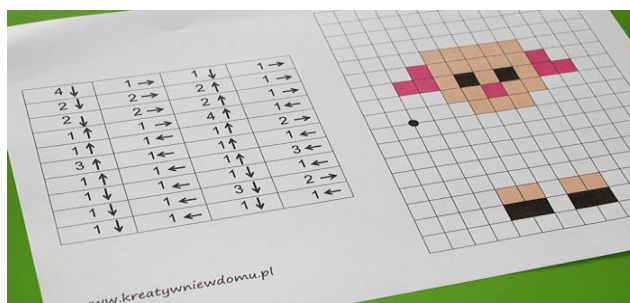 4 ↓ 1 → 1 ↓ 1 →
2 ↓ 2 → 2 ↑ 1 →
2 ↓ 2 → 2 ↑ 1 →
1 ↑ 1 → 4 ↑ 1 ←
1 ↑ 1 ← 1 ↑ 2 →
3 ↑ 1 ← 1 ↑ 1 ←
1 ↑ 1 ← 1 ↑ 3 ←
1 ↓ 1 ← 1 ↓ 1 ←
1 ↓ 1 ← 3 ↓ 2 →
1 ↓ 1 ← 1 ↓ 1 ←
www.kreatywniewdomu.pl